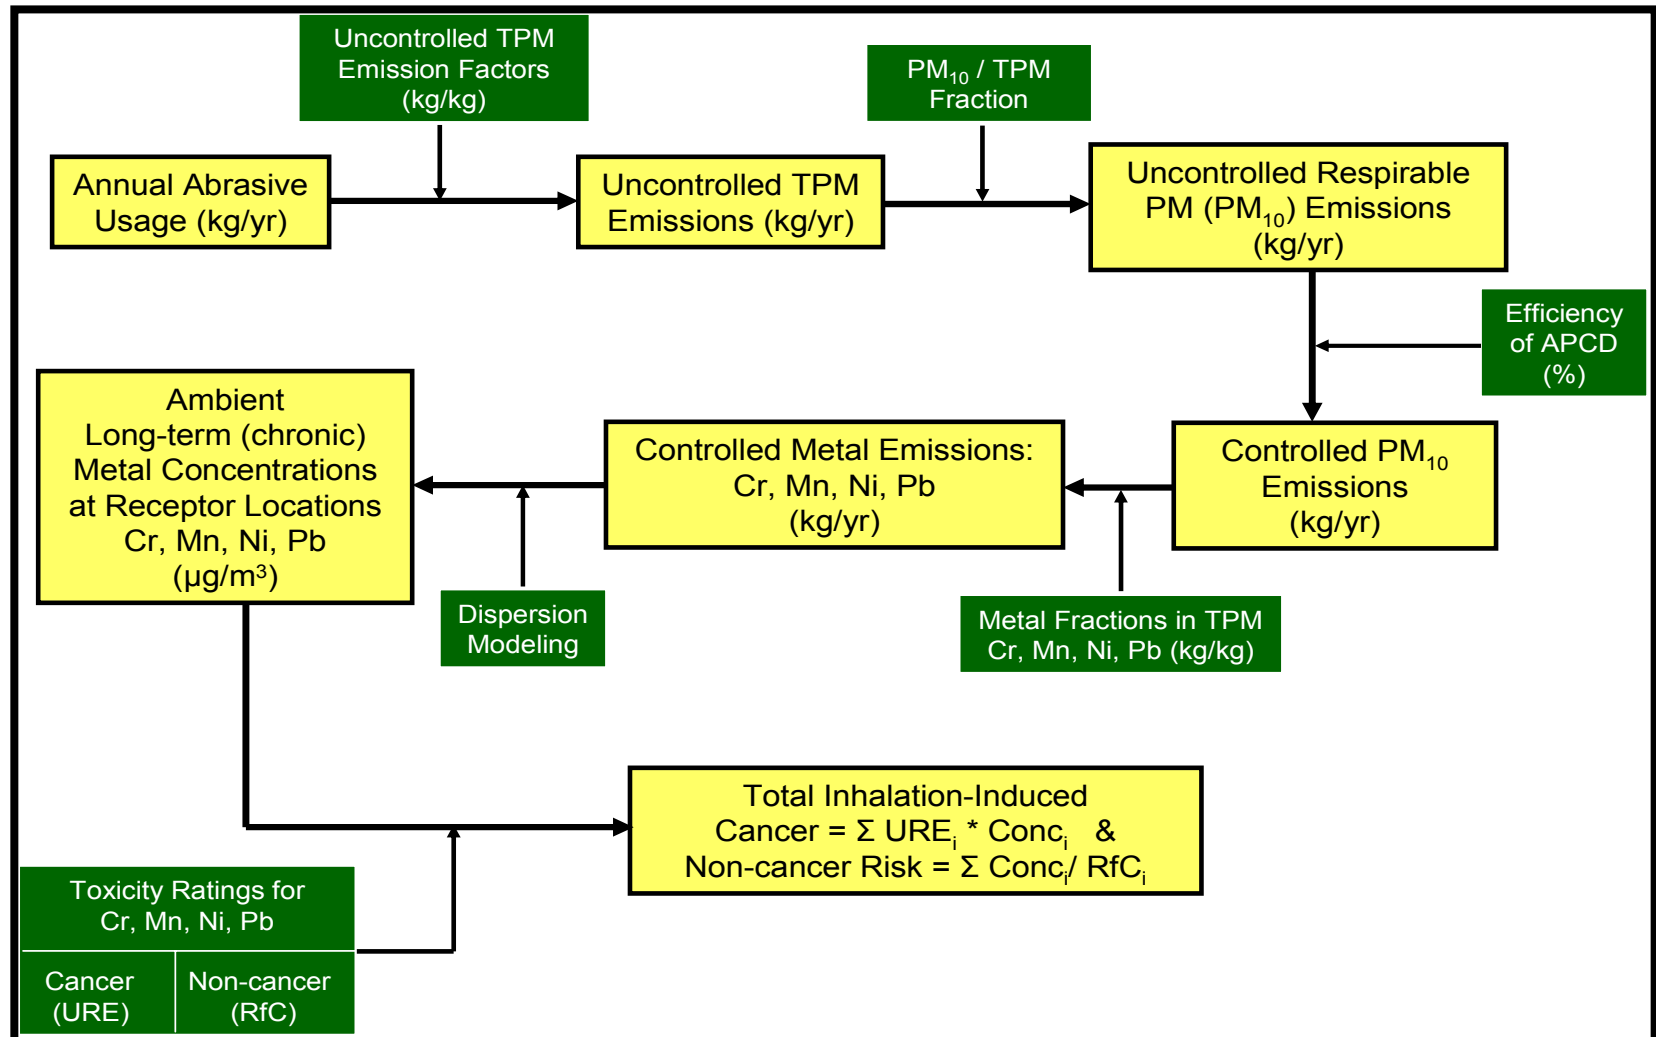 Uncontrolled TPM
Emission Factors
(kg/kg)
PM₁₀ / TPM
Fraction
Annual Abrasive
Usage (kg/yr)
Uncontrolled TPM
Emissions (kg/yr)
Uncontrolled Respirable
PM (PM₁₀) Emissions
(kg/yr)
Efficiency
of APCD
(%)
Ambient
Long-term (chronic)
Metal Concentrations
at Receptor Locations
Cr, Mn, Ni, Pb
(µg/m³)
Controlled Metal Emissions:
Cr, Mn, Ni, Pb
(kg/yr)
Controlled PM₁₀
Emissions
(kg/yr)
Dispersion
Modeling
Metal Fractions in TPM
Cr, Mn, Ni, Pb (kg/kg)
Total Inhalation-Induced
Cancer = Σ UREᵢ * Concᵢ &
Non-cancer Risk = Σ Concᵢ/ RfCᵢ
Toxicity Ratings for
Cr, Mn, Ni, Pb
Cancer
(URE)
Non-cancer
(RfC)